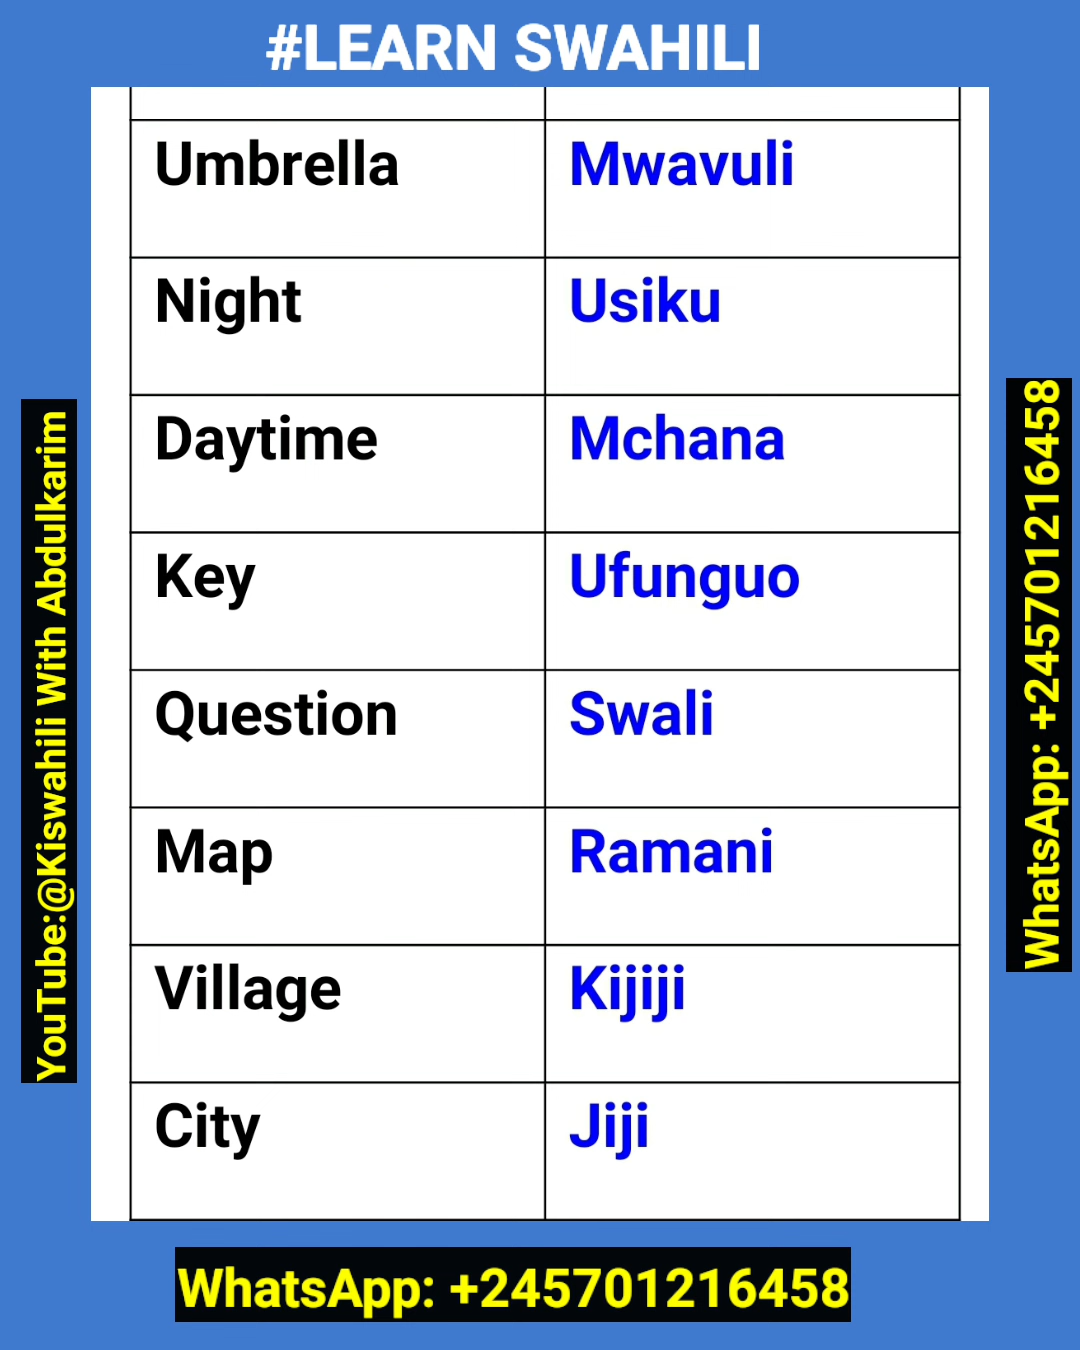 #LEARN SWAHILI
Umbrella Mwavuli
Night Usiku
Daytime Mchana
Key Ufunguo
Question Swali
Map Ramani
Village Kijiji
City Jiji
YouTube:@Kiswahili With Abdulkarim
WhatsApp: +245701216458
WhatsApp: +245701216458